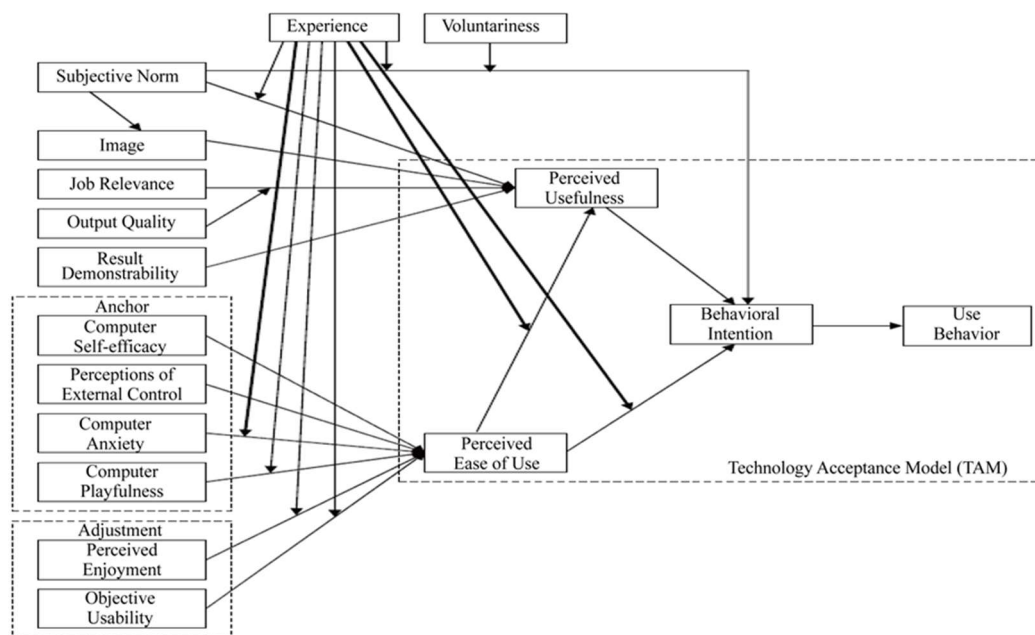 Experience
Voluntariness
Subjective Norm
Image
Job Relevance
Output Quality
Result
Demonstrability
Perceived
Usefulness
Anchor
Computer
Self-efficacy
Perceptions of
External Control
Computer
Anxiety
Computer
Playfulness
Behavioral
Intention
Use
Behavior
Perceived
Ease of Use
Technology Acceptance Model (TAM)
Adjustment
Perceived
Enjoyment
Objective
Usability